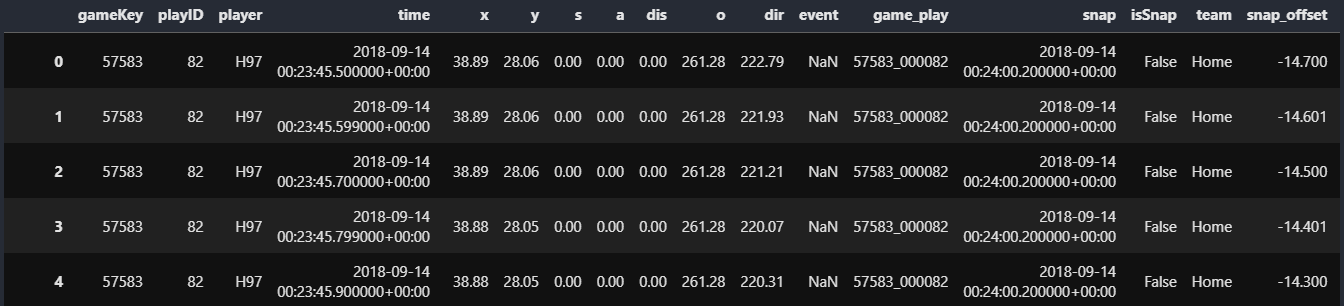 gameKey playID player time x y s a dis o dir event game_play snap isSnap team snap_offset
0 57583 82 H97 2018-09-14 00:23:45.500000+00:00 38.89 28.06 0.00 0.00 0.00 261.28 222.79 NaN 57583_000082 2018-09-14 00:24:00.200000+00:00 False Home -14.700
1 57583 82 H97 2018-09-14 00:23:45.599000+00:00 38.89 28.06 0.00 0.00 0.00 261.28 221.93 NaN 57583_000082 2018-09-14 00:24:00.200000+00:00 False Home -14.601
2 57583 82 H97 2018-09-14 00:23:45.700000+00:00 38.89 28.06 0.00 0.00 0.00 261.28 221.21 NaN 57583_000082 2018-09-14 00:24:00.200000+00:00 False Home -14.500
3 57583 82 H97 2018-09-14 00:23:45.799000+00:00 38.88 28.05 0.00 0.00 0.00 261.28 220.07 NaN 57583_000082 2018-09-14 00:24:00.200000+00:00 False Home -14.401
4 57583 82 H97 2018-09-14 00:23:45.900000+00:00 38.88 28.05 0.00 0.00 0.00 261.28 220.31 NaN 57583_000082 2018-09-14 00:24:00.200000+00:00 False Home -14.300